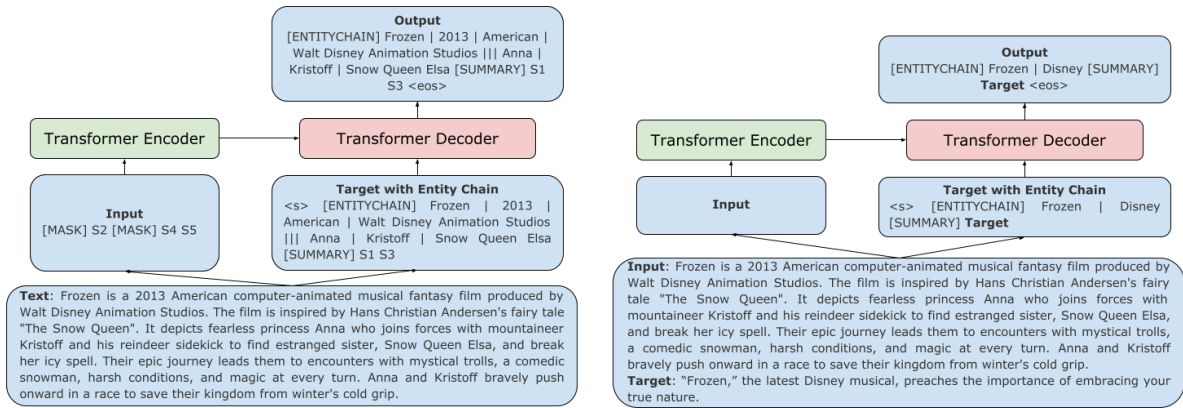 Output
[ENTITYCHAIN] Frozen | 2013 | American |
Walt Disney Animation Studios ||| Anna |
Kristoff | Snow Queen Elsa [SUMMARY] S1
S3 <eos>
Transformer Encoder
Transformer Decoder
Input
[MASK] S2 [MASK] S4 S5
Target with Entity Chain
<s> [ENTITYCHAIN] Frozen | 2013 |
American | Walt Disney Animation Studios
||| Anna | Kristoff | Snow Queen Elsa
[SUMMARY] S1 S3
Text: Frozen is a 2013 American computer-animated musical fantasy film produced by
Walt Disney Animation Studios. The film is inspired by Hans Christian Andersen's fairy tale
"The Snow Queen". It depicts fearless princess Anna who joins forces with mountaineer
Kristoff and his reindeer sidekick to find estranged sister, Snow Queen Elsa, and break
her icy spell. Their epic journey leads them to encounters with mystical trolls, a comedic
snowman, harsh conditions, and magic at every turn. Anna and Kristoff bravely push
onward in a race to save their kingdom from winter's cold grip.
Output
[ENTITYCHAIN] Frozen | Disney [SUMMARY]
Target <eos>
Transformer Encoder
Transformer Decoder
Input
Target with Entity Chain
<s> [ENTITYCHAIN] Frozen | Disney
[SUMMARY] Target
Input: Frozen is a 2013 American computer-animated musical fantasy film produced by
Walt Disney Animation Studios. The film is inspired by Hans Christian Andersen's fairy
tale "The Snow Queen". It depicts fearless princess Anna who joins forces with
mountaineer Kristoff and his reindeer sidekick to find estranged sister, Snow Queen Elsa,
and break her icy spell. Their epic journey leads them to encounters with mystical trolls,
a comedic snowman, harsh conditions, and magic at every turn. Anna and Kristoff
bravely push onward in a race to save their kingdom from winter's cold grip.
Target: “Frozen,” the latest Disney musical, preaches the importance of embracing your
true nature.